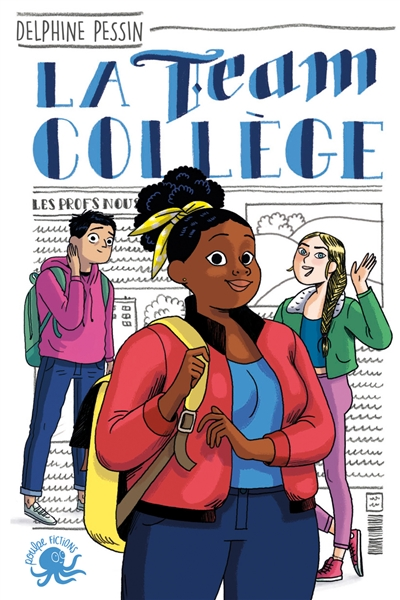 DELPHINE PESSIN
LA Team
COLLÈGE
LES PROFS NOUS
poulpe FICTIONS